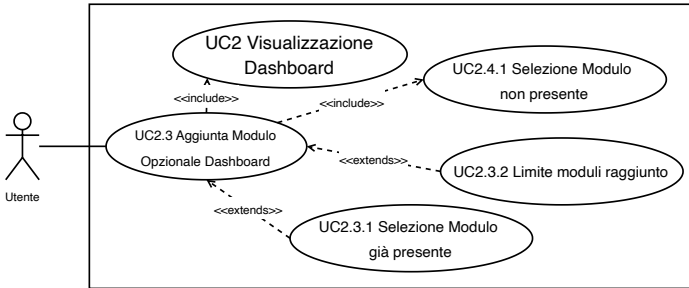 UC2 Visualizzazione
Dashboard
UC2.4.1 Selezione Modulo
non presente
<<include>>
<<include>>
UC2.3 Aggiunta Modulo
Opzionale Dashboard
<<extends>>
UC2.3.2 Limite moduli raggiunto
Utente
<<extends>>
UC2.3.1 Selezione Modulo
già presente